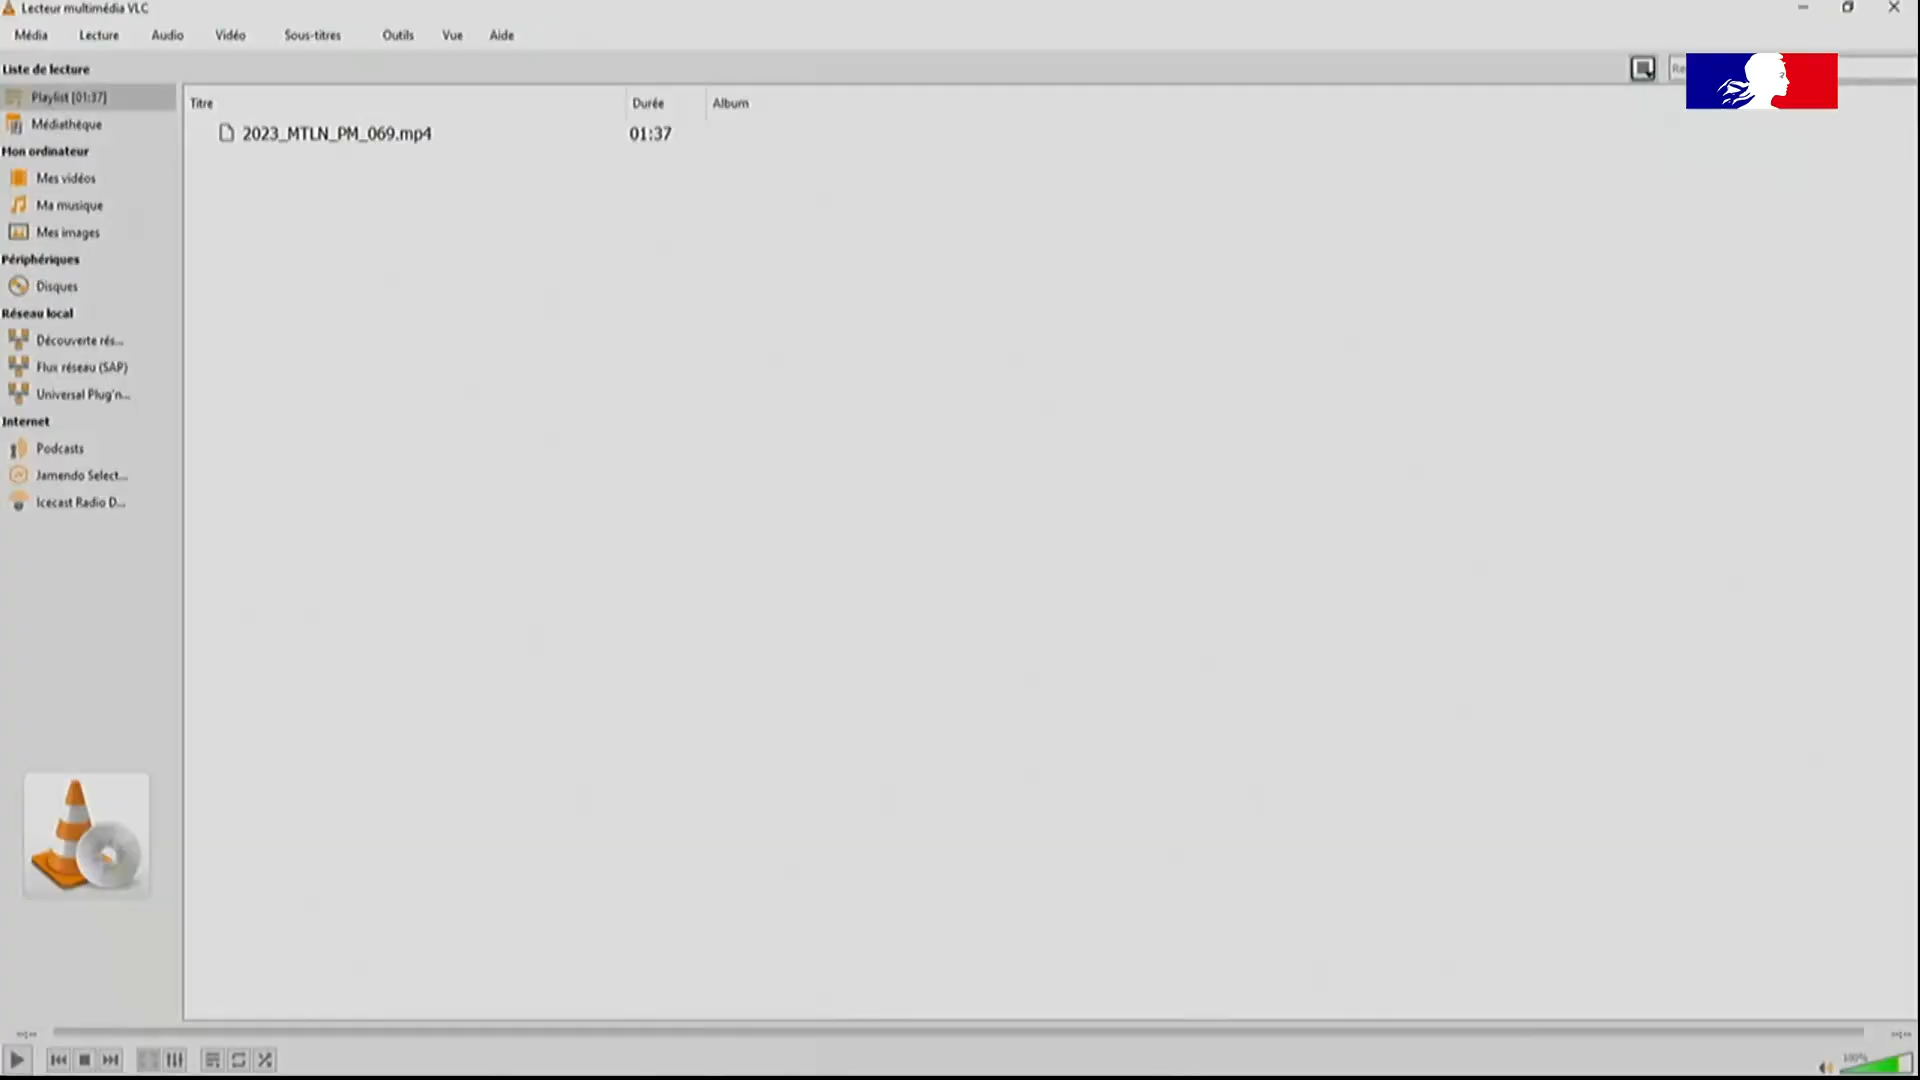 Lecteur multimédia VLC
Média Lecture Audio Vidéo Sous-titres Outils Vue Aide
Liste de lecture
Re
Playlist [01:37]
Médiathèque
Mon ordinateur
Mes vidéos
Ma musique
Mes images
Périphériques
Disques
Réseau local
Découverte rés...
Flux réseau (SAP)
Universal Plug'n...
Internet
Podcasts
Jamendo Select...
Icecast Radio D...
Titre Durée Album
2023_MTLN_PM_069.mp4 01:37
--:-- --:--
100%